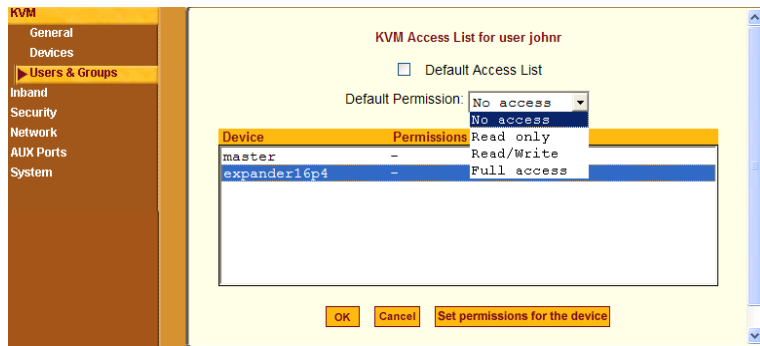 KVM
General
Devices
Users & Groups
Inband
Security
Network
AUX Ports
System
KVM Access List for user johnr
Default Access List
Default Permission: No access
No access
Read only
Read/Write
Full access
Device Permissions
master -
expander16p4 -
OK Cancel Set permissions for the device